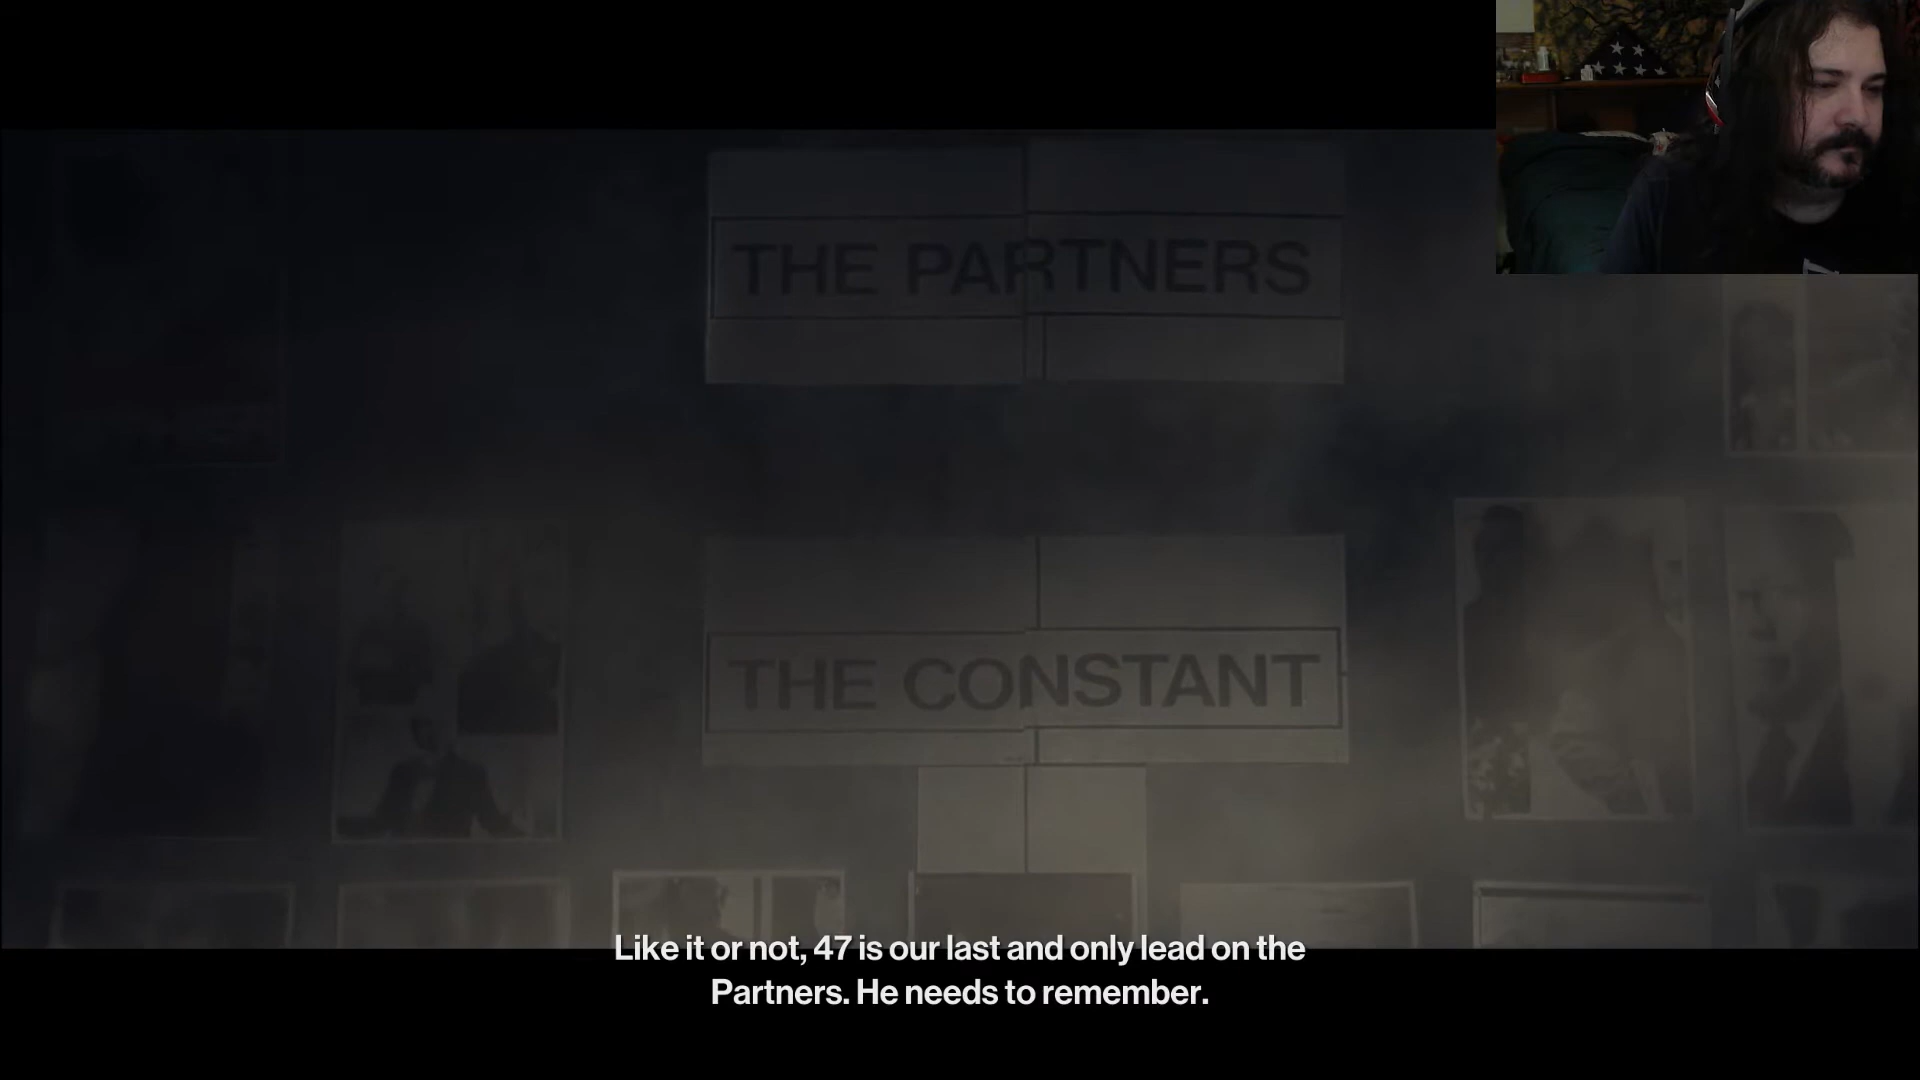 THE PARTNERS
THE CONSTANT
Like it or not, 47 is our last and only lead on the
Partners. He needs to remember.